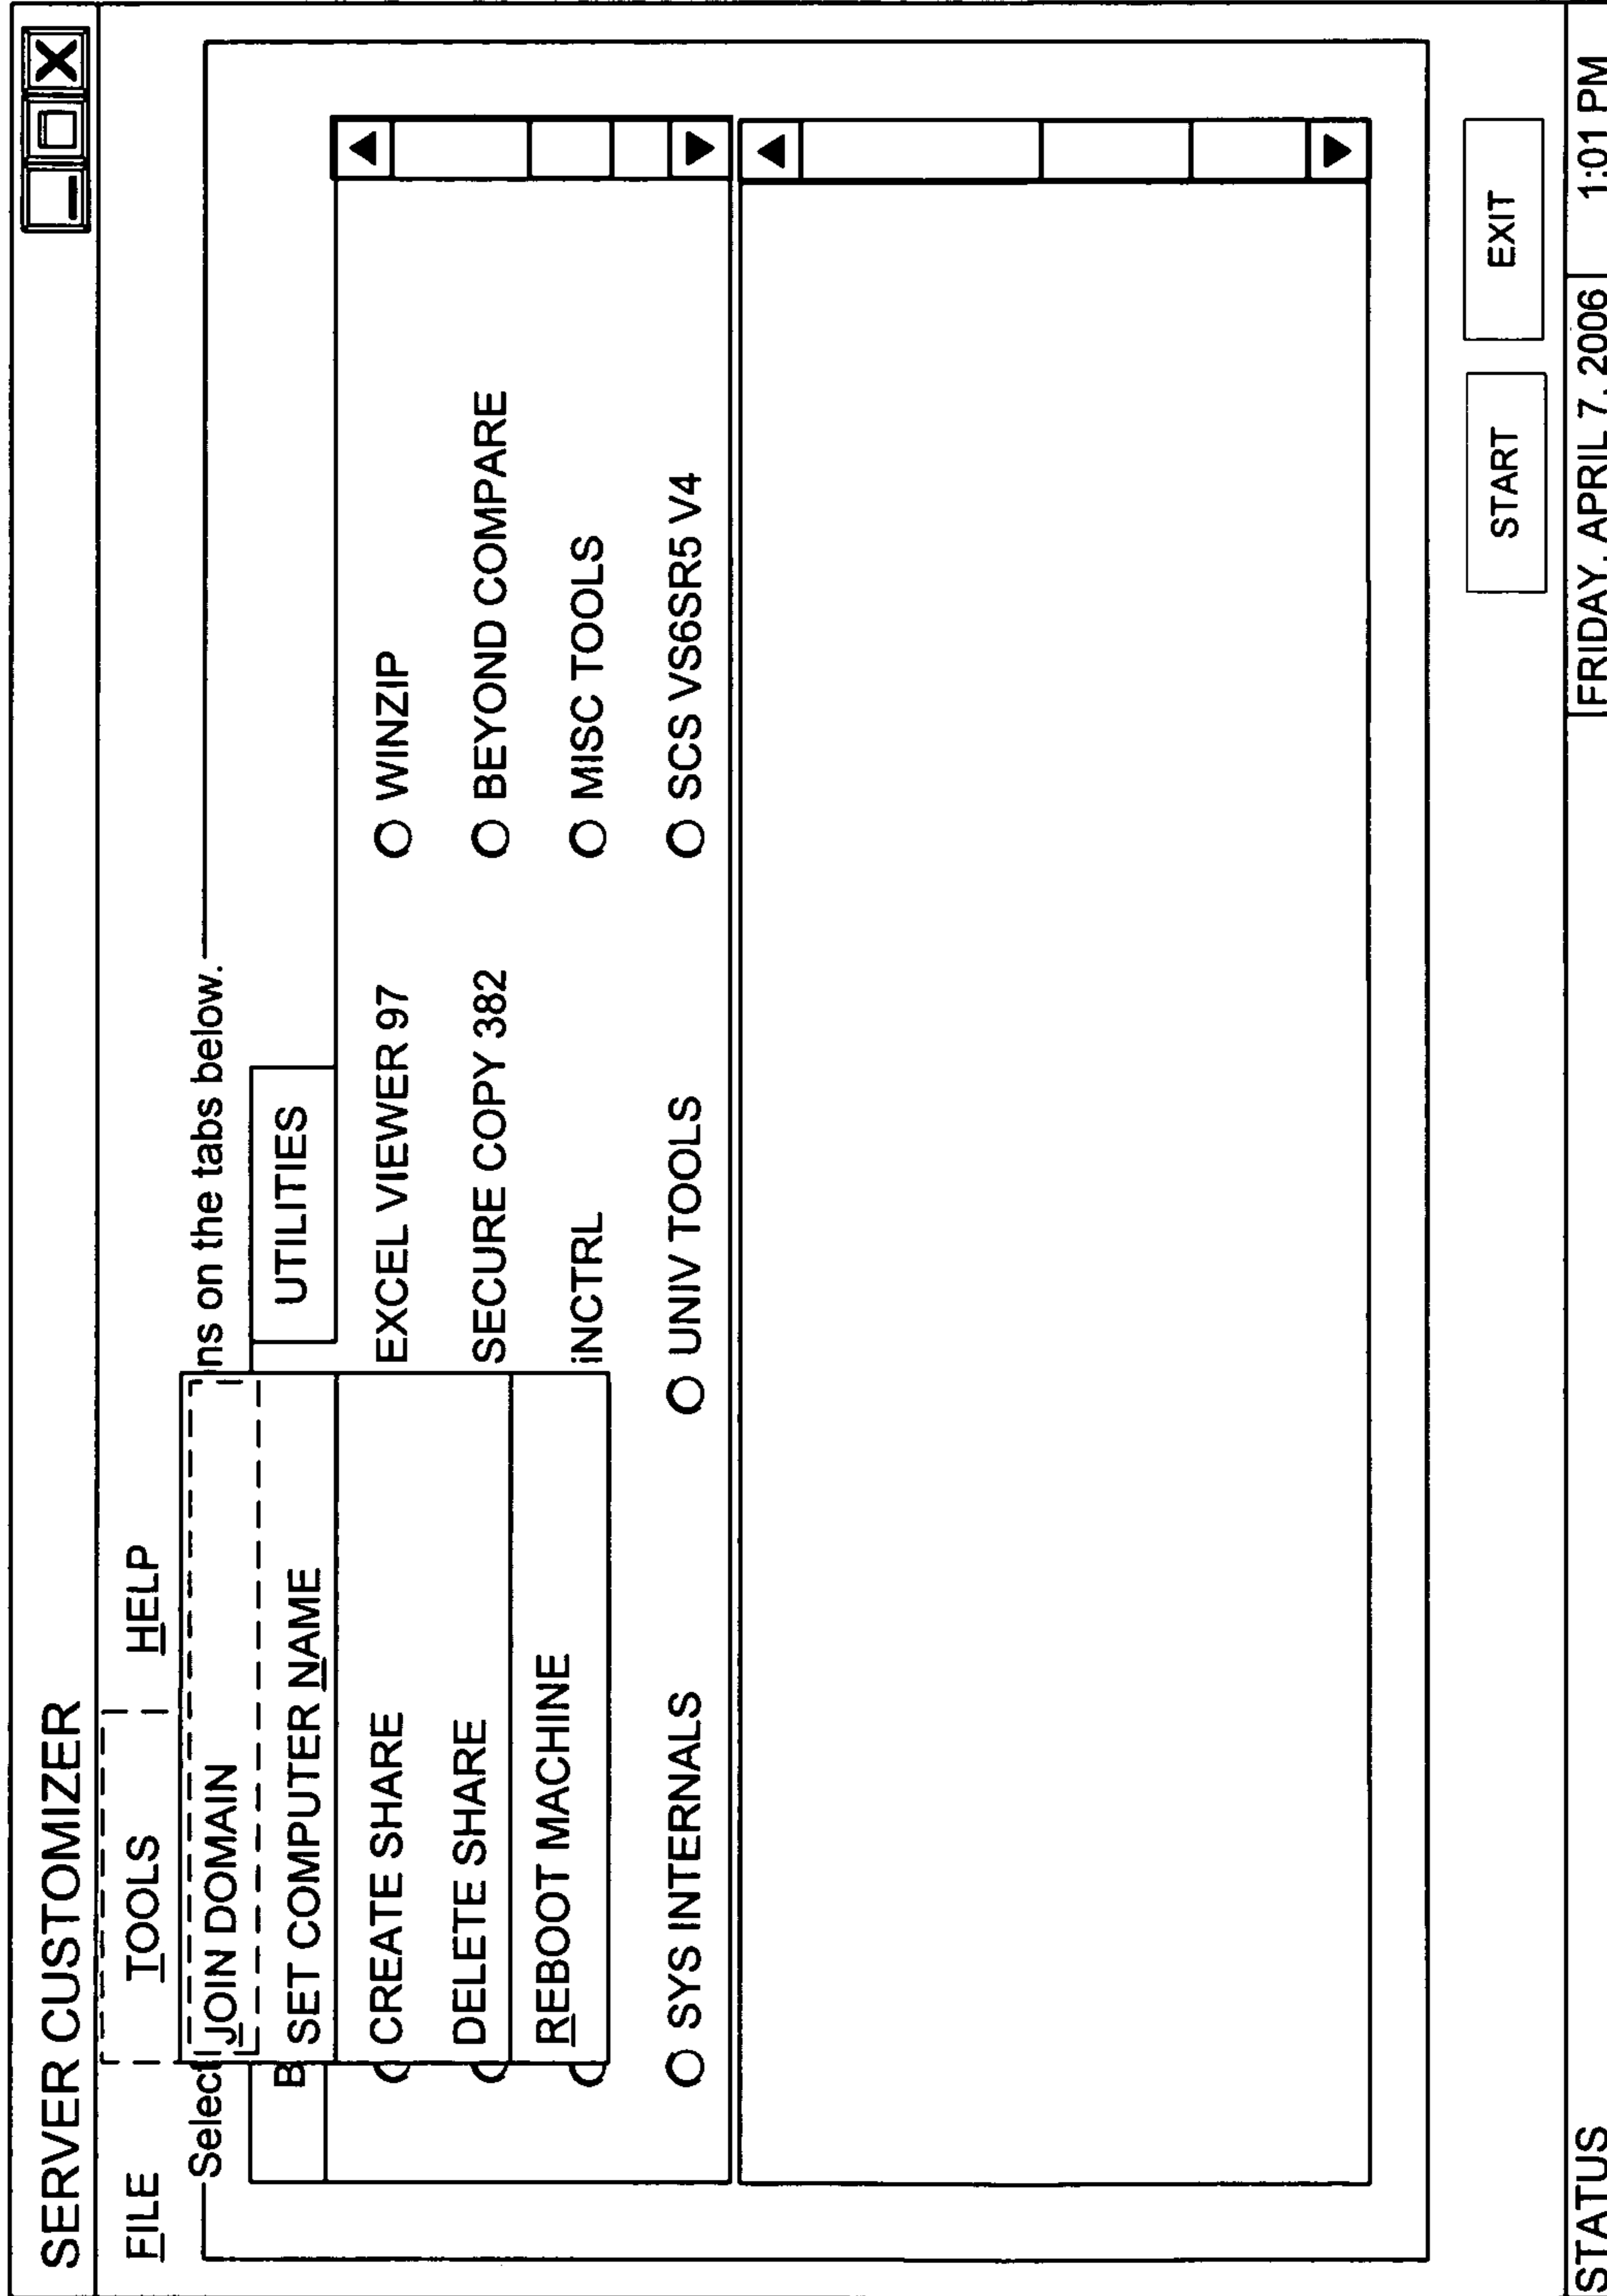 SERVER CUSTOMIZER
FILE TOOLS HELP
Select ns on the tabs below.
JOIN DOMAIN
B UTILITIES
SET COMPUTER NAME
CREATE SHARE EXCEL VIEWER 97 WINZIP
DELETE SHARE SECURE COPY 382 BEYOND COMPARE
REBOOT MACHINE iNCTRL MISC TOOLS
SYS INTERNALS UNIV TOOLS SCS VS6SR5 V4
START EXIT
STATUS FRIDAY, APRIL 7, 2006 1:01 PM